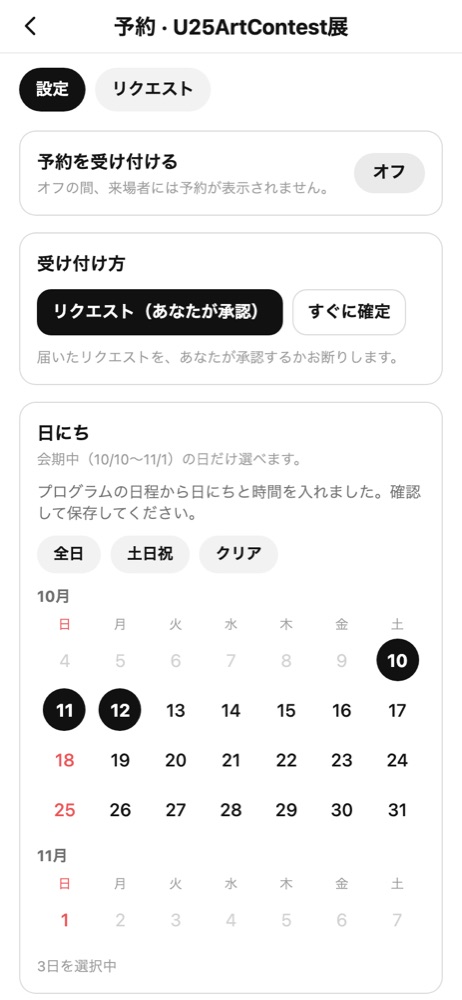 予約 · U25ArtContest展
設定 リクエスト
予約を受け付ける
オフの間、来場者には予約が表示されません。
オフ
受け付け方
リクエスト（あなたが承認） すぐに確定
届いたリクエストを、あなたが承認するかお断りします。
日にち
会期中（10/10〜11/1）の日だけ選べます。
プログラムの日程から日にちと時間を入れました。確認
して保存してください。
全日 土日祝 クリア
10月
日 月 火 水 木 金 土
4 5 6 7 8 9 10
11 12 13 14 15 16 17
18 19 20 21 22 23 24
25 26 27 28 29 30 31
11月
日 月 火 水 木 金 土
1 2 3 4 5 6 7
3日を選択中